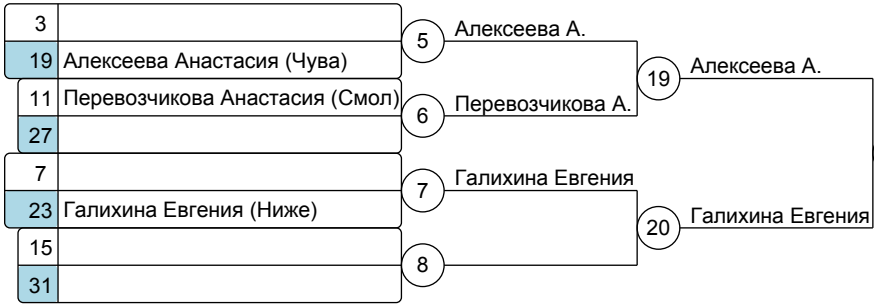 3
5
Алексеева А.
19 Алексеева Анастасия (Чува)
19
Алексеева А.
11 Перевозчикова Анастасия (Смол)
6
Перевозчикова А.
27
7
7
Галихина Евгения
23 Галихина Евгения (Ниже)
20
Галихина Евгения
15
8
31